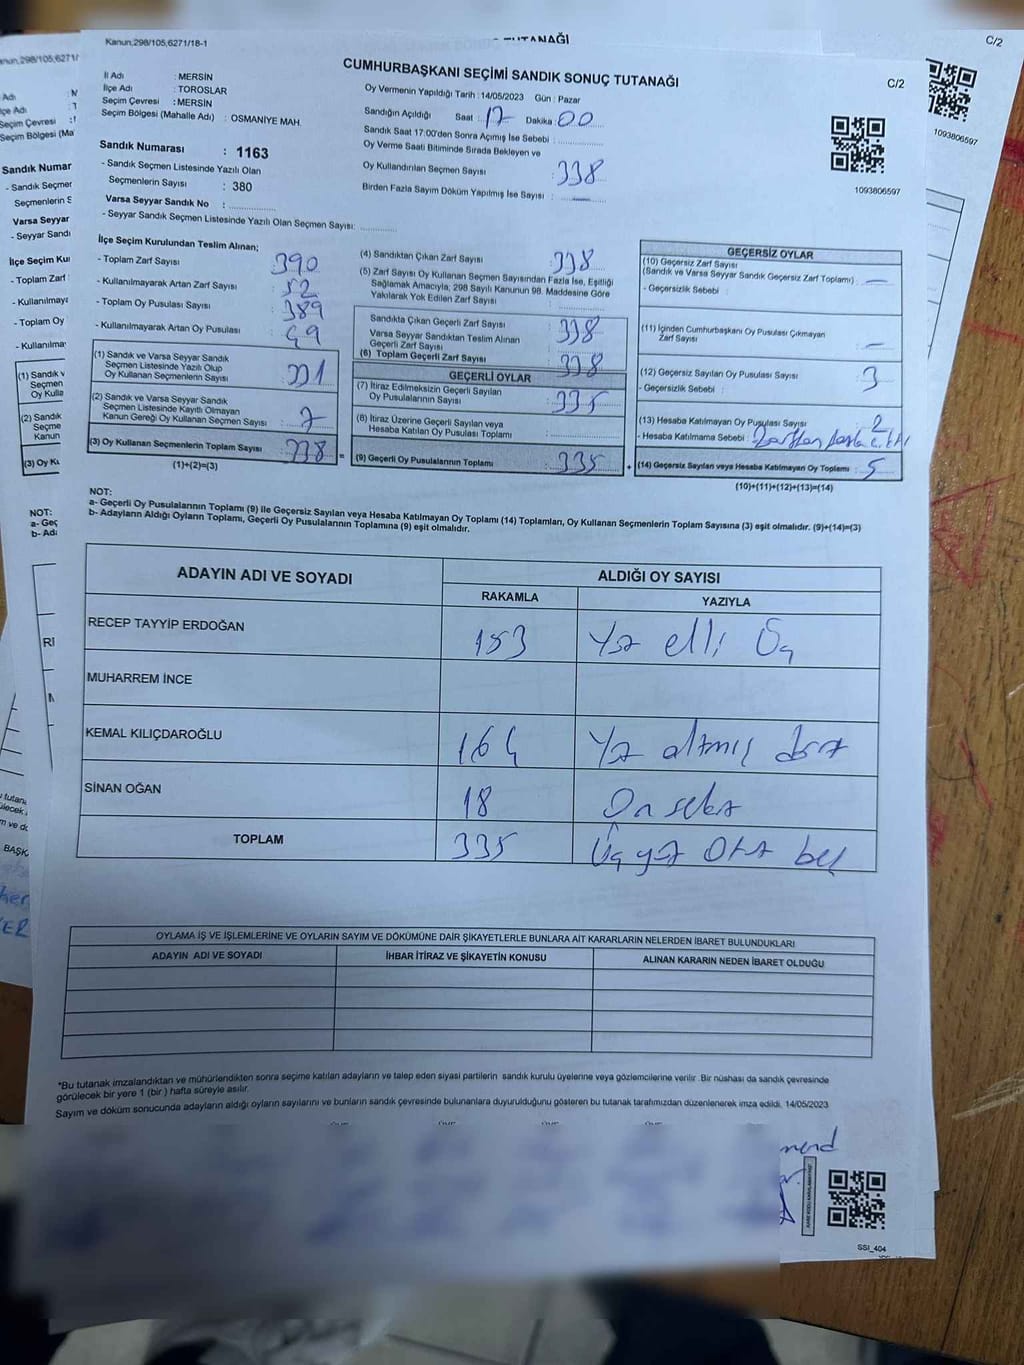 Kanun,298/105,6271/18-1
TUTANAĞI
C/2
CUMHURBAŞKANI SEÇİMİ SANDIK SONUÇ TUTANAĞI
C/2
İl Adı : MERSİN
İlçe Adı : TOROSLAR
Seçim Çevresi : MERSİN
Seçim Bölgesi (Mahalle Adı) : OSMANİYE MAH.
Sandık Numarası : 1163
- Sandık Seçmen Listesinde Yazılı Olan
Seçmenlerin Sayısı : 380
Varsa Seyyar Sandık No :
- Seyyar Sandık Seçmen Listesinde Yazılı Olan Seçmen Sayısı:
Oy Vermenin Yapıldığı Tarih : 14/05/2023 Gün : Pazar
Sandığın Açıldığı Saat : 17 Dakika : 00
Sandık Saat 17:00'den Sonra Açımış İse Sebebi :
Oy Verme Saati Bitiminde Sırada Bekleyen ve
Oy Kullandırılan Seçmen Sayısı : 338
Birden Fazla Sayım Döküm Yapılmış İse Sayısı : —
1093806597
1093806597
İlçe Seçim Kurulundan Teslim Alınan;
- Toplam Zarf Sayısı : 390
- Kullanılmayarak Artan Zarf Sayısı : 52
- Toplam Oy Pusulası Sayısı : 389
- Kullanılmayarak Artan Oy Pusulası : 49
(1) Sandık ve Varsa Seyyar Sandık
Seçmen Listesinde Yazılı Olup
Oy Kullanan Seçmenlerin Sayısı : 331
(2) Sandık ve Varsa Seyyar Sandık
Seçmen Listesinde Kayıtlı Olmayan
Kanun Gereği Oy Kullanan Seçmen Sayısı : 7
(3) Oy Kullanan Seçmenlerin Toplam Sayısı : 338
(1)+(2)=(3)
(4) Sandıktan Çıkan Zarf Sayısı : 338
(5) Zarf Sayısı Oy Kullanan Seçmen Sayısından Fazla İse, Eşitliği
Sağlamak Amacıyla, 298 Sayılı Kanunun 98. Maddesine Göre
Yakılarak Yok Edilen Zarf Sayısı :
Sandıkta Çıkan Geçerli Zarf Sayısı : 338
Varsa Seyyar Sandıktan Teslim Alınan
Geçerli Zarf Sayısı :
(6) Toplam Geçerli Zarf Sayısı : 338
GEÇERLİ OYLAR
(7) İtiraz Edilmeksizin Geçerli Sayılan
Oy Pusulalarının Sayısı : 335
(8) İtiraz Üzerine Geçerli Sayılan veya
Hesaba Katılan Oy Pusulası Toplamı :
(9) Geçerli Oy Pusulalarının Toplamı : 335
GEÇERSİZ OYLAR
(10) Geçersiz Zarf Sayısı
(Sandık ve Varsa Seyyar Sandık Geçersiz Zarf Toplamı) : —
- Geçersizlik Sebebi :
(11) İçinden Cumhurbaşkanı Oy Pusulası Çıkmayan
Zarf Sayısı : —
(12) Geçersiz Sayılan Oy Pusulası Sayısı : 3
- Geçersizlik Sebebi :
(13) Hesaba Katılmayan Oy Pusulası Sayısı : 2
- Hesaba Katılmama Sebebi : Zarftan fazla çıktı
(14) Geçersiz Sayılan veya Hesaba Katılmayan Oy Toplamı : 5
(10)+(11)+(12)+(13)=(14)
NOT:
a- Geçerli Oy Pusulalarının Toplamı (9) ile Geçersiz Sayılan veya Hesaba Katılmayan Oy Toplamı (14) Toplamları, Oy Kullanan Seçmenlerin Toplam Sayısına (3) eşit olmalıdır. (9)+(14)=(3)
b- Adayların Aldığı Oyların Toplamı, Geçerli Oy Pusulalarının Toplamına (9) eşit olmalıdır.
ADAYIN ADI VE SOYADI ALDIĞI OY SAYISI
RAKAMLA YAZIYLA
RECEP TAYYİP ERDOĞAN 153 Yüz elli Üç
MUHARREM İNCE
KEMAL KILIÇDAROĞLU 164 Yüz altmış dört
SİNAN OĞAN 18 On sekiz
TOPLAM 335 Üç yüz Otuz beş
OYLAMA İŞ VE İŞLEMLERİNE VE OYLARIN SAYIM VE DÖKÜMÜNE DAİR ŞİKAYETLERLE BUNLARA AİT KARARLARIN NELERDEN İBARET BULUNDUKLARI
ADAYIN ADI VE SOYADI İHBAR İTİRAZ VE ŞİKAYETİN KONUSU ALINAN KARARIN NEDEN İBARET OLDUĞU
*Bu tutanak imzalandıktan ve mühürlendikten sonra seçime katılan adayların ve talep eden siyasi partilerin sandık kurulu üyelerine veya gözlemcilerine verilir .Bir nüshası da sandık çevresinde
görülecek bir yere 1 (bir ) hafta süreyle asılır.
Sayım ve döküm sonucunda adayların aldığı oyların sayılarını ve bunların sandık çevresinde bulunanlara duyurulduğunu gösteren bu tutanak tarafımızdan düzenlenerek imza edildi. 14/05/2023
SSI_404